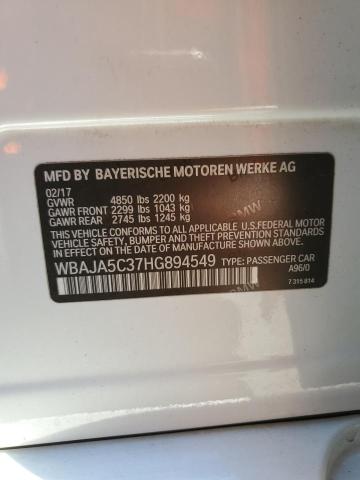 MFD BY BAYERISCHE MOTOREN WERKE AG
02/17
GVWR 4850 lbs 2200 kg
GAWR FRONT 2299 lbs 1043 kg
GAWR REAR 2745 lbs 1245 kg
THIS VEHICLE CONFORMS TO ALL APPLICABLE U.S.FEDERAL MOTOR
VEHICLE SAFETY, BUMPER, AND THEFT PREVENTION STANDARDS
IN EFFECT ON THE DATE OF MANUFACTURE SHOWN ABOVE.
WBAJA5C37HG894549 TYPE: PASSENGER CAR
A96/0
7 315 814
BMW
BMW